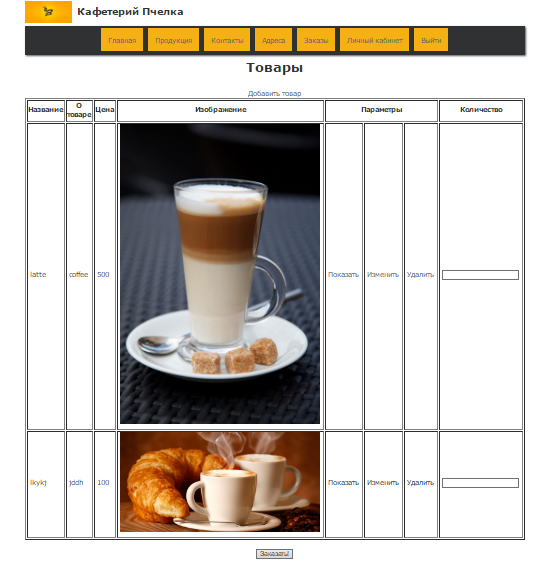 Кафетерий Пчелка
Главная Продукция Контакты Адреса Заказы Личный кабинет Выйти
Товары
Добавить товар
Название О товаре Цена Изображение Параметры Количество
latte coffee 500 Показать Изменить Удалить
lkykj jddh 100 Показать Изменить Удалить
Заказать!